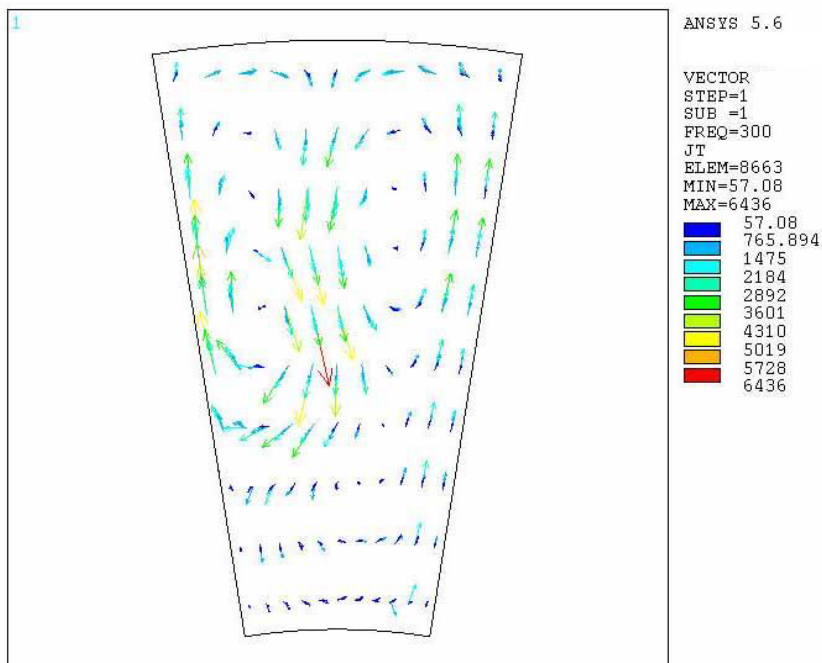 1
ANSYS 5.6
VECTOR
STEP=1
SUB =1
FREQ=300
JT
ELEM=8663
MIN=57.08
MAX=6436
57.08
765.894
1475
2184
2892
3601
4310
5019
5728
6436